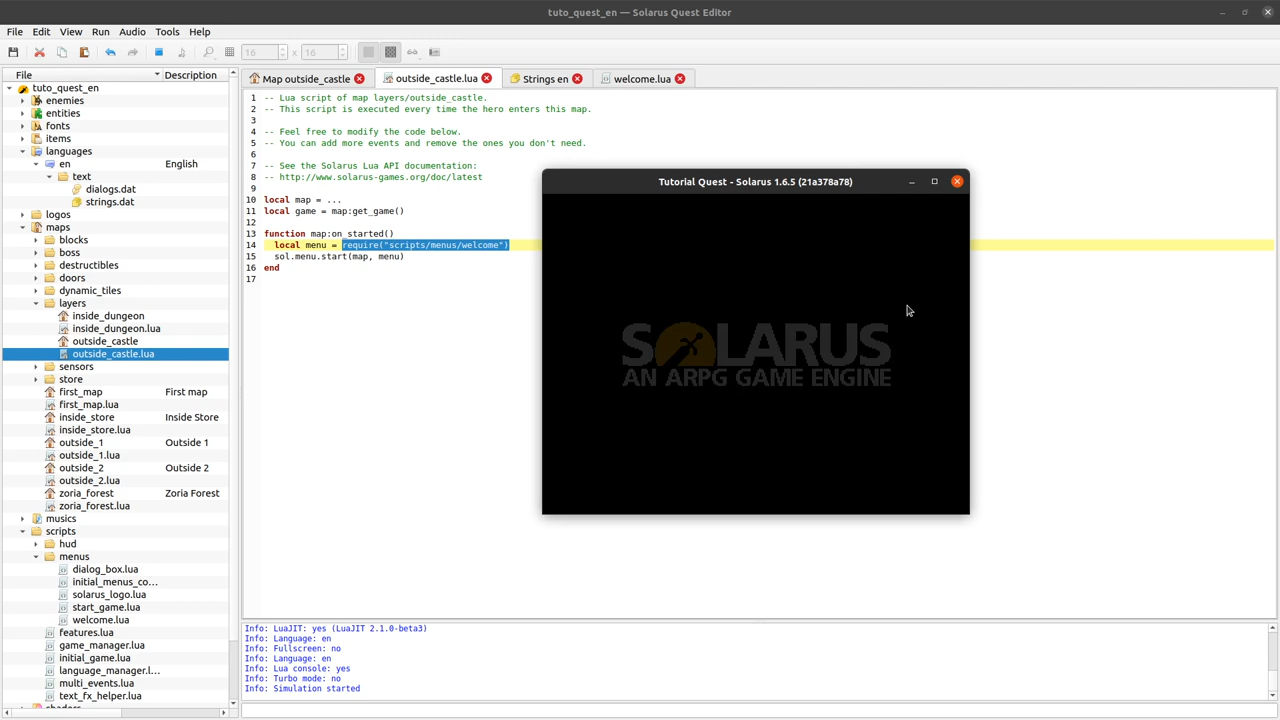 tuto_quest_en — Solarus Quest Editor
File Edit View Run Audio Tools Help
16 x 16
File Description
tuto_quest_en
enemies
entities
fonts
items
languages
en English
text
dialogs.dat
strings.dat
logos
maps
blocks
boss
destructibles
doors
dynamic_tiles
layers
inside_dungeon
inside_dungeon.lua
outside_castle
outside_castle.lua
sensors
store
first_map First map
first_map.lua
inside_store Inside Store
inside_store.lua
outside_1 Outside 1
outside_1.lua
outside_2 Outside 2
outside_2.lua
zoria_forest Zoria Forest
zoria_forest.lua
musics
scripts
hud
menus
dialog_box.lua
initial_menus_co...
solarus_logo.lua
start_game.lua
welcome.lua
features.lua
game_manager.lua
initial_game.lua
language_manager.l...
multi_events.lua
text_fx_helper.lua
Map outside_castle outside_castle.lua Strings en welcome.lua
1 -- Lua script of map layers/outside_castle.
2 -- This script is executed every time the hero enters this map.
3
4 -- Feel free to modify the code below.
5 -- You can add more events and remove the ones you don't need.
6
7 -- See the Solarus Lua API documentation:
8 -- http://www.solarus-games.org/doc/latest
9
10 local map = ...
11 local game = map:get_game()
12
13 function map:on_started()
14 local menu = require("scripts/menus/welcome")
15 sol.menu.start(map, menu)
16 end
17
Tutorial Quest - Solarus 1.6.5 (21a378a78)
SOLARUS
AN ARPG GAME ENGINE
Info: LuaJIT: yes (LuaJIT 2.1.0-beta3)
Info: Language: en
Info: Fullscreen: no
Info: Language: en
Info: Lua console: yes
Info: Turbo mode: no
Info: Simulation started